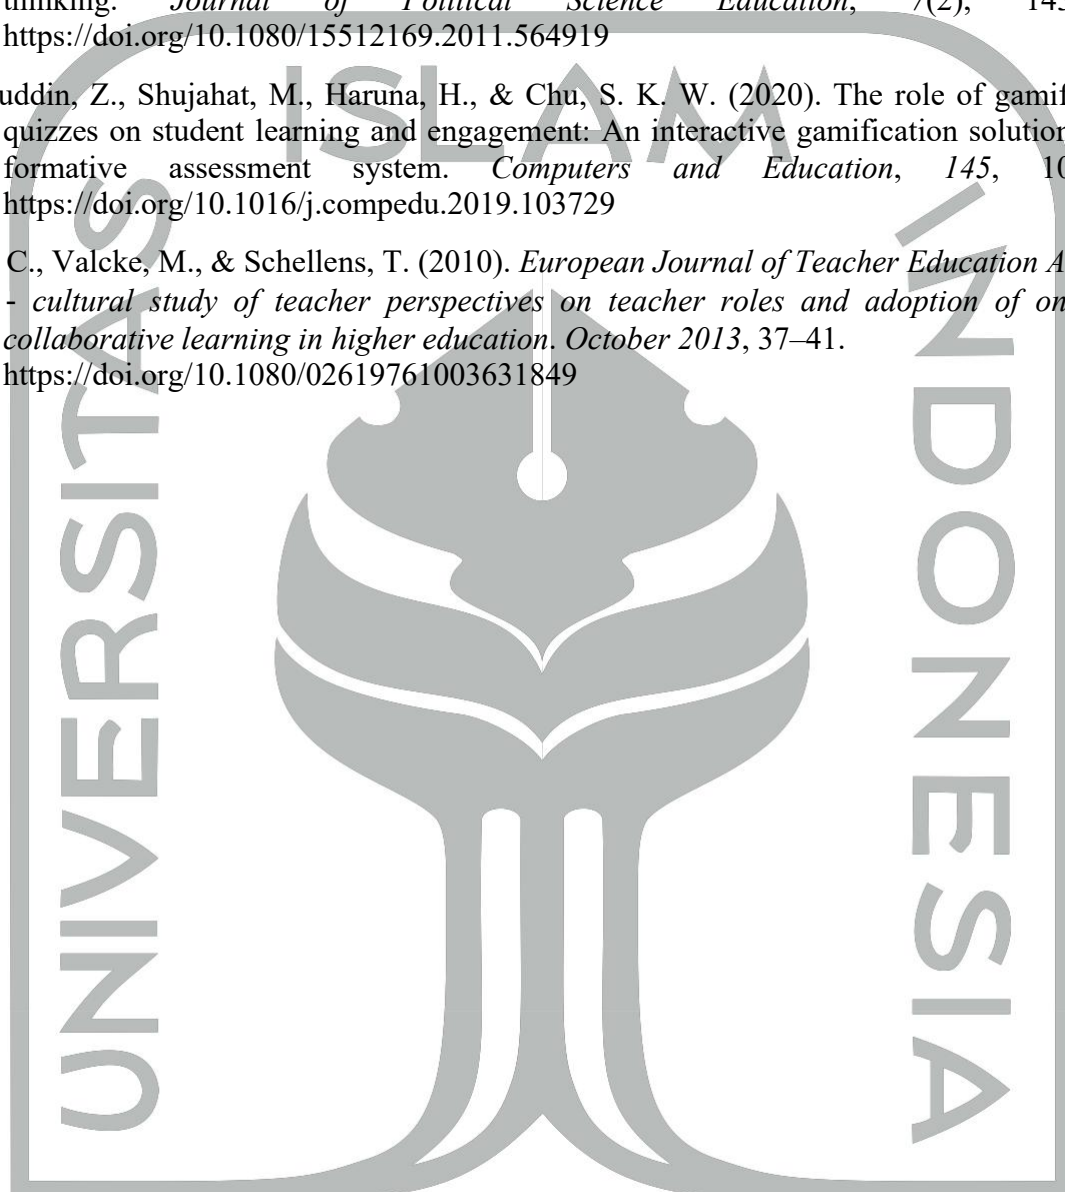 thinking. Journal of Political Science Education, 7(2), 143
https://doi.org/10.1080/15512169.2011.564919
uddin, Z., Shujahat, M., Haruna, H., & Chu, S. K. W. (2020). The role of gamif
quizzes on student learning and engagement: An interactive gamification solution
formative assessment system. Computers and Education, 145, 10
https://doi.org/10.1016/j.compedu.2019.103729
C., Valcke, M., & Schellens, T. (2010). European Journal of Teacher Education A
- cultural study of teacher perspectives on teacher roles and adoption of on
collaborative learning in higher education. October 2013, 37–41.
https://doi.org/10.1080/02619761003631849
UNIVERSITAS
ISLAM
INDONESIA